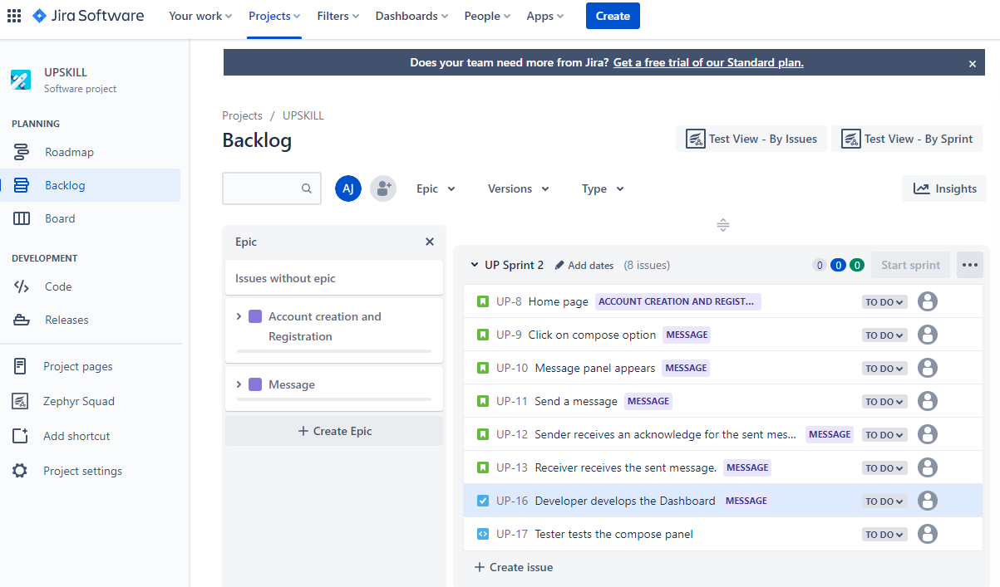 Jira Software Your work Projects Filters Dashboards People Apps Create
Does your team need more from Jira? Get a free trial of our Standard plan.
UPSKILL
Software project
PLANNING
Roadmap
Backlog
Board
DEVELOPMENT
Code
Releases
Project pages
Zephyr Squad
Add shortcut
Project settings
Projects / UPSKILL
Backlog
Test View - By Issues Test View - By Sprint
AJ Epic Versions Type Insights
Epic
Issues without epic
Account creation and
Registration
Message
+ Create Epic
UP Sprint 2 Add dates (8 issues) 0 0 0 Start sprint
UP-8 Home page ACCOUNT CREATION AND REGIST... TO DO
UP-9 Click on compose option MESSAGE TO DO
UP-10 Message panel appears MESSAGE TO DO
UP-11 Send a message MESSAGE TO DO
UP-12 Sender receives an acknowledge for the sent mes... MESSAGE TO DO
UP-13 Receiver receives the sent message. MESSAGE TO DO
UP-16 Developer develops the Dashboard MESSAGE TO DO
UP-17 Tester tests the compose panel TO DO
+ Create issue